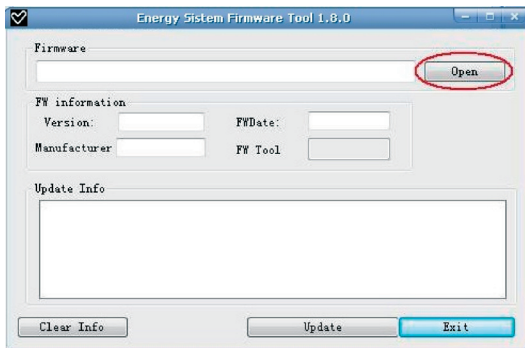 Energy Sistem Firmware Tool 1.8.0
Firmware
Open
FW information
Version:
FWDate:
Manufacturer
FW Tool
Update Info
Clear Info
Update
Exit